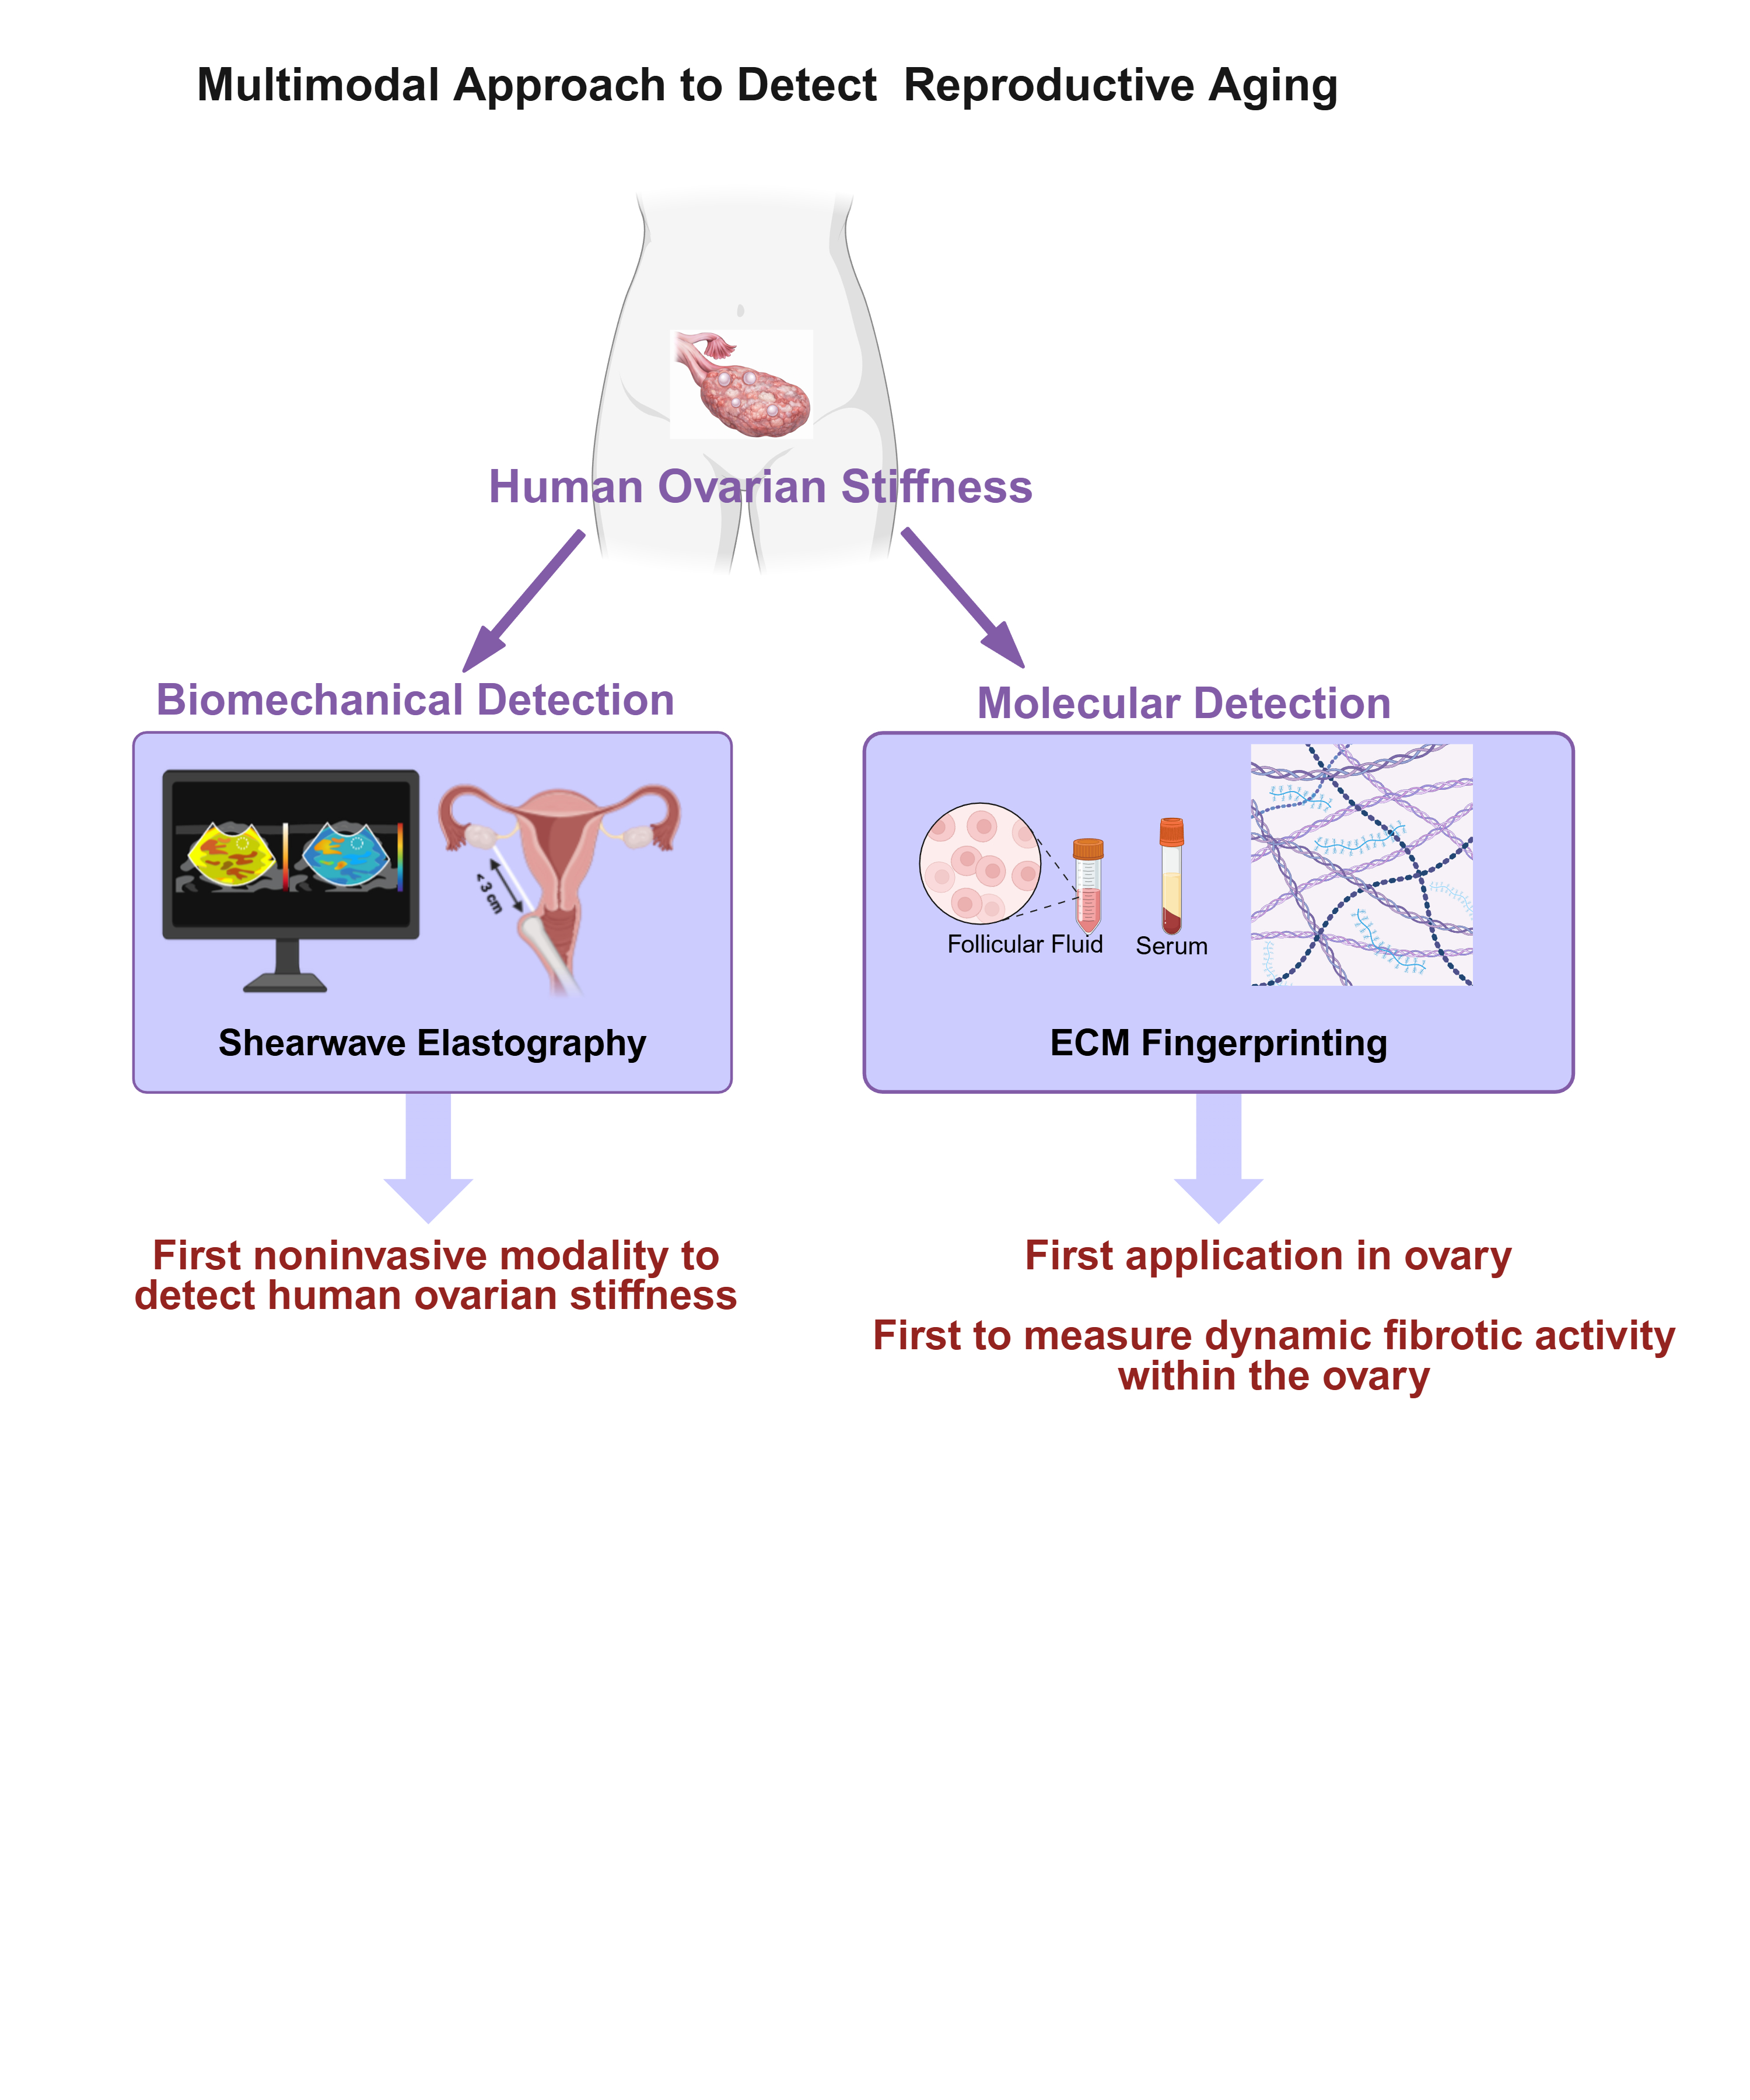 Multimodal Approach to Detect  Reproductive Aging
Human Ovarian Stiffness
Biomechanical Detection
< 3 cm
Shearwave Elastography
First noninvasive modality to
detect human ovarian stiffness
Molecular Detection
Follicular Fluid
Serum
ECM Fingerprinting
First application in ovary
First to measure dynamic fibrotic activity
within the ovary